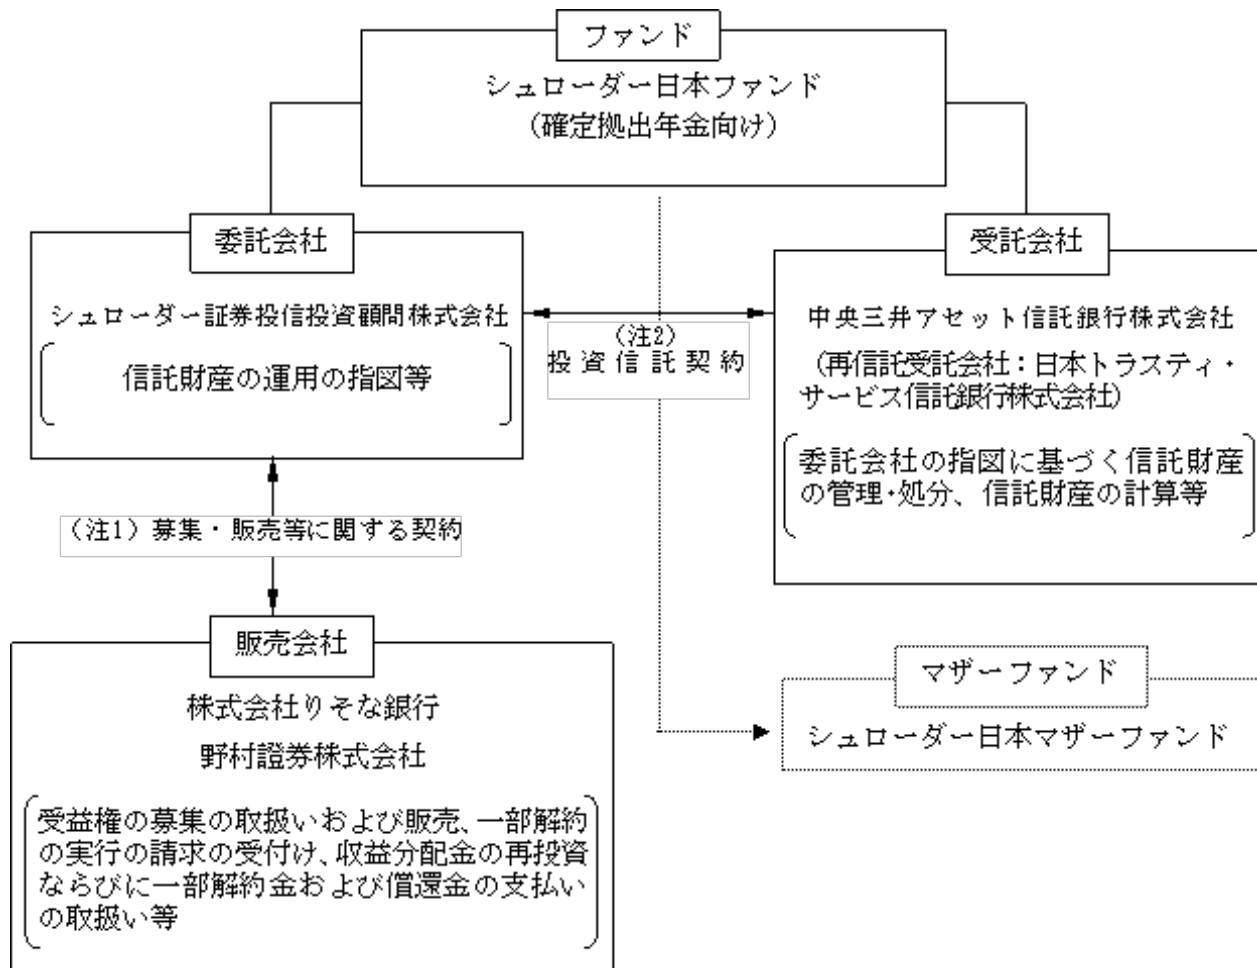 ファンド
シュローダー日本ファンド
（確定拠出年金向け）
委託会社
シュローダー証券投信投資顧問株式会社
信託財産の運用の指図等
（注2）
投資信託契約
受託会社
中央三井アセット信託銀行株式会社
（再信託受託会社：日本トラスティ・
サービス信託銀行株式会社）
委託会社の指図に基づく信託財産
の管理・処分、信託財産の計算等
（注1）募集・販売等に関する契約
販売会社
株式会社りそな銀行
野村證券株式会社
受益権の募集の取扱いおよび販売、一部解約
の実行の請求の受付け、収益分配金の再投資
ならびに一部解約金および償還金の支払い
の取扱い等
マザーファンド
シュローダー日本マザーファンド